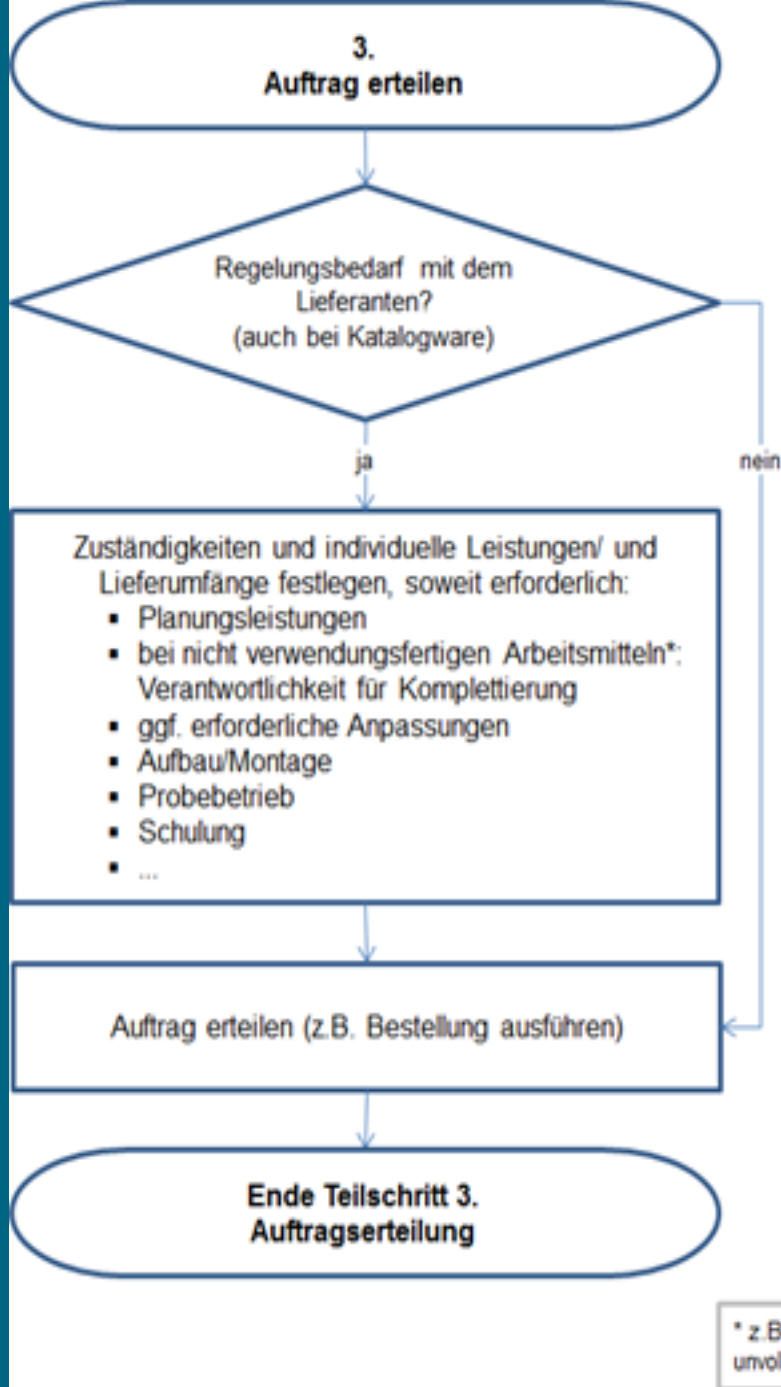 3.
Auftrag erteilen
Regelungsbedarf mit dem
Lieferanten?
(auch bei Katalogware)
ja
nein
Zuständigkeiten und individuelle Leistungen/ und
Lieferumfänge festlegen, soweit erforderlich:
▪ Planungsleistungen
▪ bei nicht verwendungsfertigen Arbeitsmitteln*:
Verantwortlichkeit für Komplettierung
▪ ggf. erforderliche Anpassungen
▪ Aufbau/Montage
▪ Probebetrieb
▪ Schulung
▪ ...
Auftrag erteilen (z.B. Bestellung ausführen)
Ende Teilschritt 3.
Auftragserteilung
* z.B
unvol